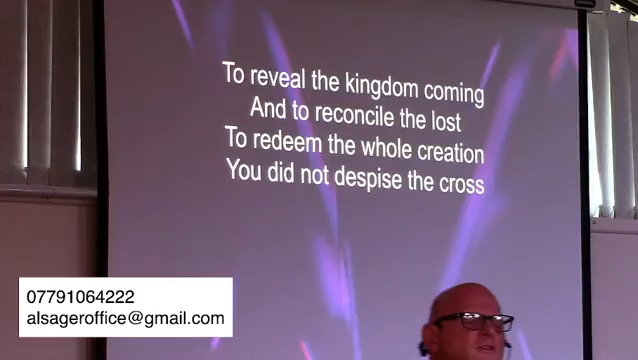 To reveal the kingdom coming
And to reconcile the lost
To redeem the whole creation
You did not despise the cross
07791064222
alsageroffice@gmail.com